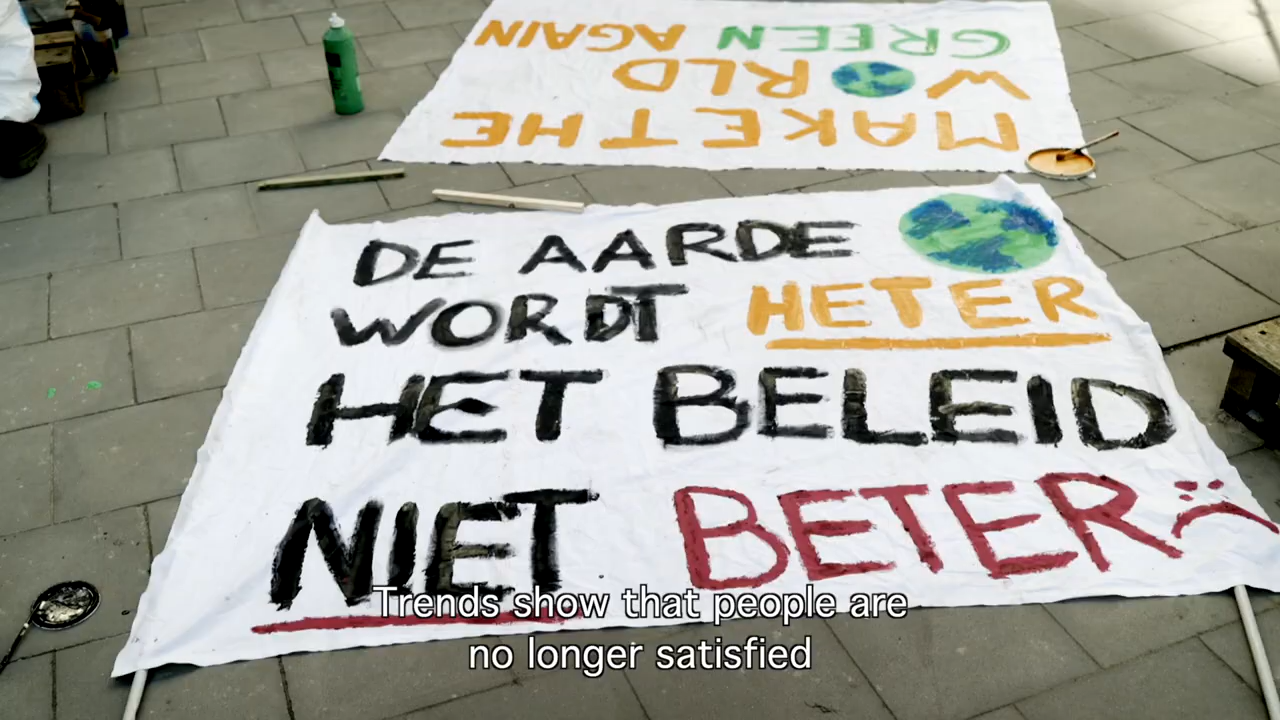 MAKE THE
WORLD
GREEN AGAIN
DE AARDE
WORDT HETER
HET BELEID
NIET BETER
Trends show that people are
no longer satisfied